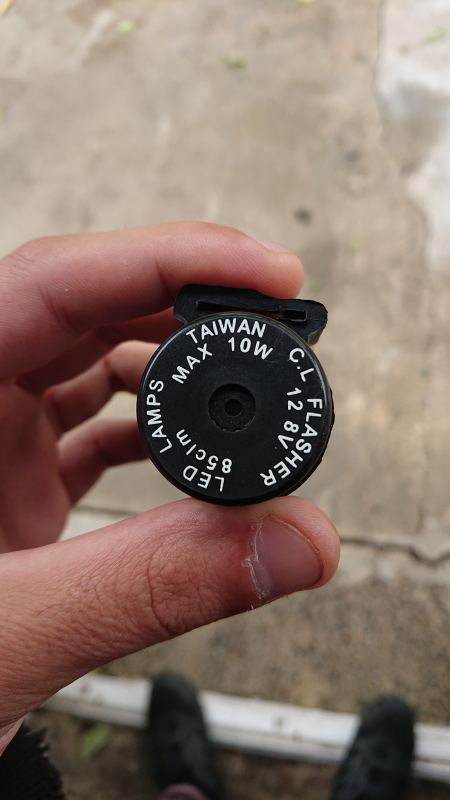 TAIWAN C.L FLASHER
LED LAMPS
MAX 10W
12 8V
85c/m